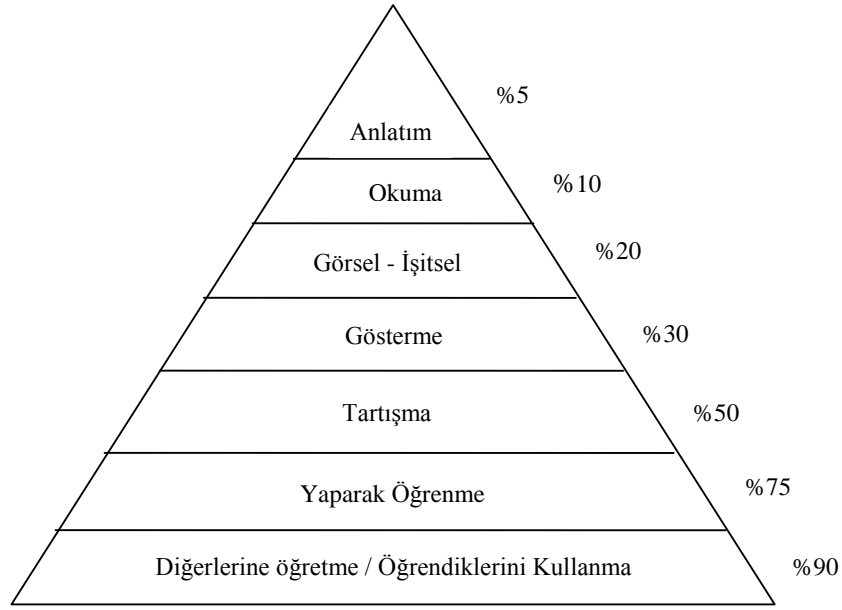 %5
Anlatım
%10
Okuma
%20
Görsel - İşitsel
%30
Gösterme
%50
Tartışma
%75
Yaparak Öğrenme
%90
Diğerlerine öğretme / Öğrendiklerini Kullanma